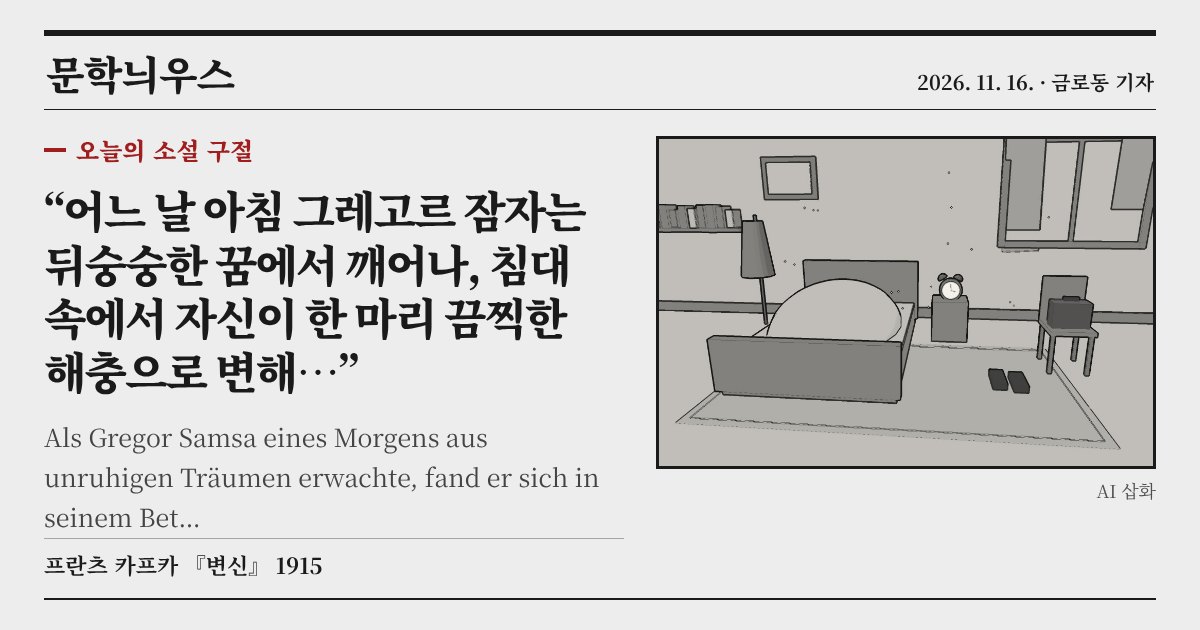 문학늬우스
2026. 11. 16. · 금로동 기자
오늘의 소설 구절
“어느 날 아침 그레고르 잠자는
뒤숭숭한 꿈에서 깨어나, 침대
속에서 자신이 한 마리 끔찍한
해충으로 변해…”
Als Gregor Samsa eines Morgens aus
unruhigen Träumen erwachte, fand er sich in
seinem Bet...
AI 삽화
프란츠 카프카 『변신』 1915